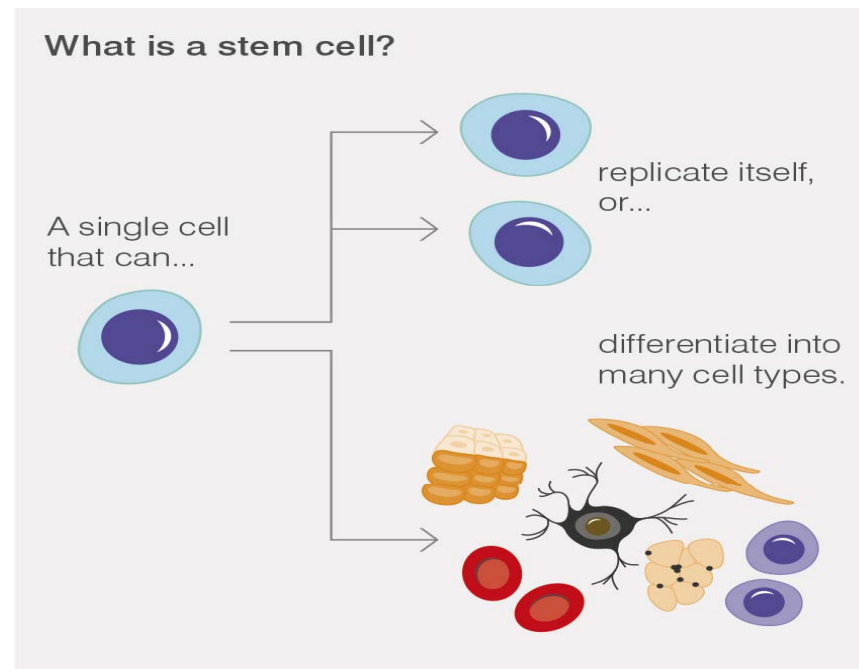 What is a stem cell?
A single cell
that can...
replicate itself,
or...
differentiate into
many cell types.